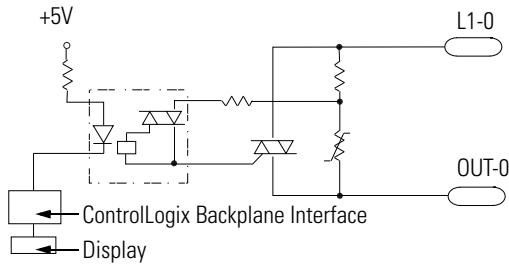 +5V
L1-0
OUT-0
ControlLogix Backplane Interface
Display